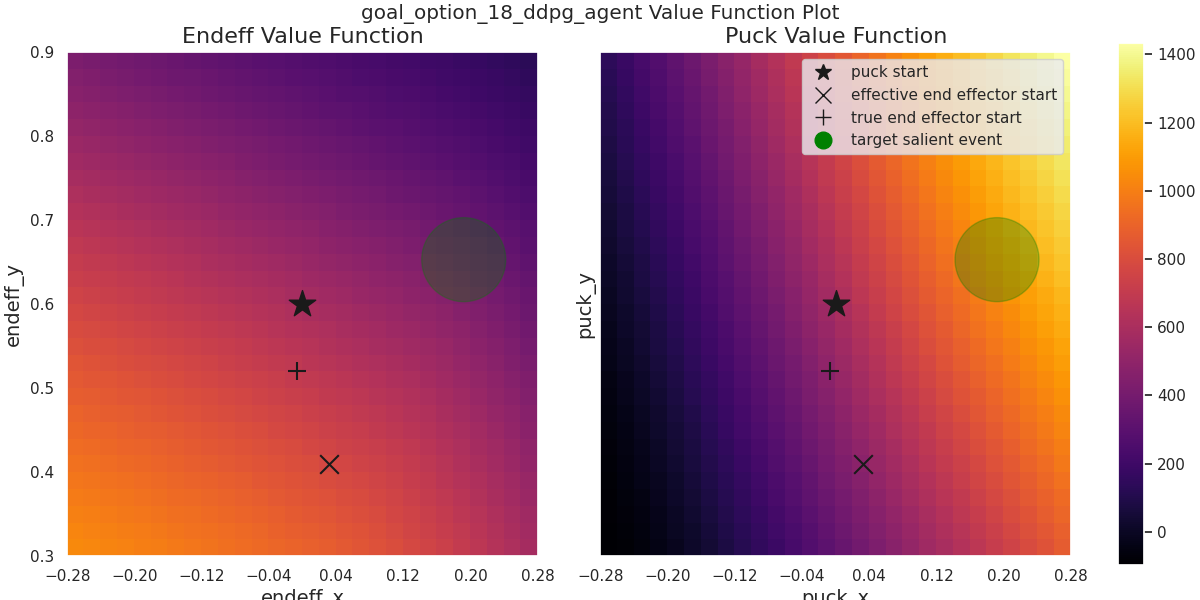 goal_option_18_ddpg_agent Value Function Plot
Endeff Value Function
Puck Value Function
0.9
0.8
0.7
0.6
0.5
0.4
0.3
endeff_y
−0.28 −0.20 −0.12 −0.04 0.04 0.12 0.20 0.28
endeff_x
puck_y
puck start
effective end effector start
true end effector start
target salient event
−0.28 −0.20 −0.12 −0.04 0.04 0.12 0.20 0.28
puck_x
1400
1200
1000
800
600
400
200
0